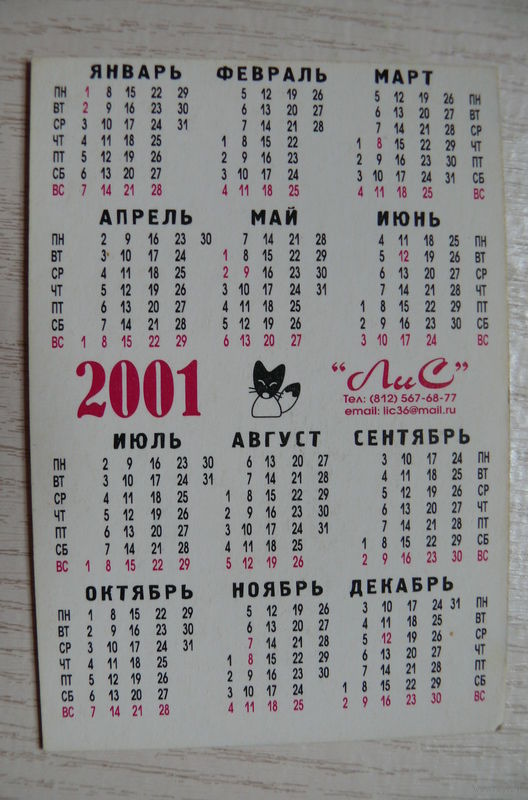 ЯНВАРЬ ФЕВРАЛЬ МАРТ
ПН 1 8 15 22 29 5 12 19 26 5 12 19 26 ПН
ВТ 2 9 16 23 30 6 13 20 27 6 13 20 27 ВТ
СР 3 10 17 24 31 7 14 21 28 7 14 21 28 СР
ЧТ 4 11 18 25 1 8 15 22 1 8 15 22 29 ЧТ
ПТ 5 12 19 26 2 9 16 23 2 9 16 23 30 ПТ
СБ 6 13 20 27 3 10 17 24 3 10 17 24 31 СБ
ВС 7 14 21 28 4 11 18 25 4 11 18 25 ВС
АПРЕЛЬ МАЙ ИЮНЬ
ПН 2 9 16 23 30 7 14 21 28 4 11 18 25 ПН
ВТ 3 10 17 24 1 8 15 22 29 5 12 19 26 ВТ
СР 4 11 18 25 2 9 16 23 30 6 13 20 27 СР
ЧТ 5 12 19 26 3 10 17 24 31 7 14 21 28 ЧТ
ПТ 6 13 20 27 4 11 18 25 1 8 15 22 29 ПТ
СБ 7 14 21 28 5 12 19 26 2 9 16 23 30 СБ
ВС 1 8 15 22 29 6 13 20 27 3 10 17 24 ВС
2001 "ЛиС"
Тел: (812) 567-68-77
email: lic36@mail.ru
ИЮЛЬ АВГУСТ СЕНТЯБРЬ
ПН 2 9 16 23 30 6 13 20 27 3 10 17 24 ПН
ВТ 3 10 17 24 31 7 14 21 28 4 11 18 25 ВТ
СР 4 11 18 25 1 8 15 22 29 5 12 19 26 СР
ЧТ 5 12 19 26 2 9 16 23 30 6 13 20 27 ЧТ
ПТ 6 13 20 27 3 10 17 24 31 7 14 21 28 ПТ
СБ 7 14 21 28 4 11 18 25 1 8 15 22 29 СБ
ВС 1 8 15 22 29 5 12 19 26 2 9 16 23 30 ВС
ОКТЯБРЬ НОЯБРЬ ДЕКАБРЬ
ПН 1 8 15 22 29 5 12 19 26 3 10 17 24 31 ПН
ВТ 2 9 16 23 30 6 13 20 27 4 11 18 25 ВТ
СР 3 10 17 24 31 7 14 21 28 5 12 19 26 СР
ЧТ 4 11 18 25 1 8 15 22 29 6 13 20 27 ЧТ
ПТ 5 12 19 26 2 9 16 23 30 7 14 21 28 ПТ
СБ 6 13 20 27 3 10 17 24 1 8 15 22 29 СБ
ВС 7 14 21 28 4 11 18 25 2 9 16 23 30 ВС